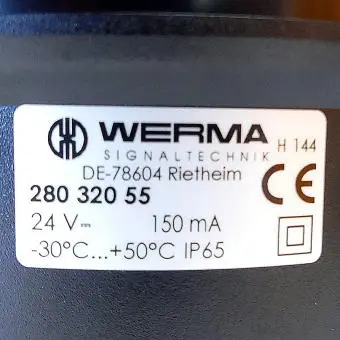 WERMA
H 144
SIGNALTECHNIK
DE-78604 Rietheim
CE
280 320 55
24 V⎓ 150 mA
-30°C...+50°C IP65